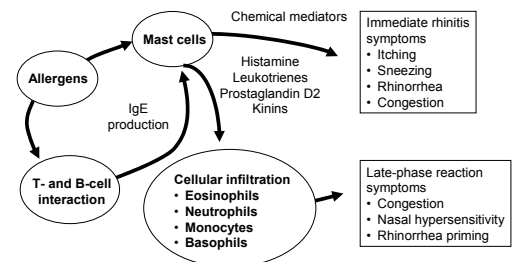 Chemical mediators
Mast cells
Allergens
Histamine
Leukotrienes
Prostaglandin D2
Kinins
IgE
production
T- and B-cell
interaction
Cellular infiltration
• Eosinophils
• Neutrophils
• Monocytes
• Basophils
Immediate rhinitis
symptoms
• Itching
• Sneezing
• Rhinorrhea
• Congestion
Late-phase reaction
symptoms
• Congestion
• Nasal hypersensitivity
• Rhinorrhea priming